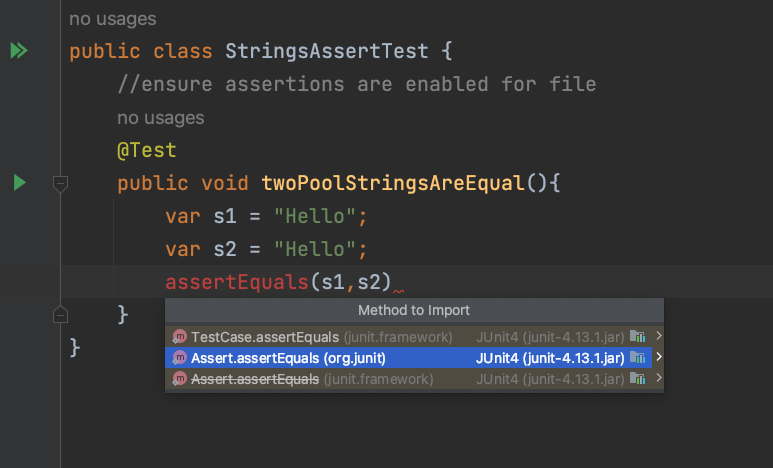 no usages
public class StringsAssertTest {
//ensure assertions are enabled for file
no usages
@Test
public void twoPoolStringsAreEqual(){
var s1 = "Hello";
var s2 = "Hello";
assertEquals(s1,s2)
}
}
Method to Import
m TestCase.assertEquals (junit.framework) JUnit4 (junit-4.13.1.jar) >
m Assert.assertEquals (org.junit) JUnit4 (junit-4.13.1.jar) >
m Assert.assertEquals (junit.framework) JUnit4 (junit-4.13.1.jar) >